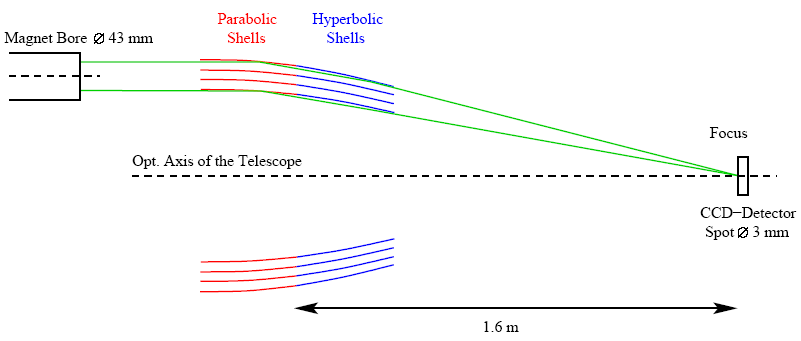 Parabolic
Shells
Hyperbolic
Shells
Magnet Bore ⌀ 43 mm
Opt. Axis of the Telescope
Focus
CCD−Detector
Spot ⌀ 3 mm
1.6 m